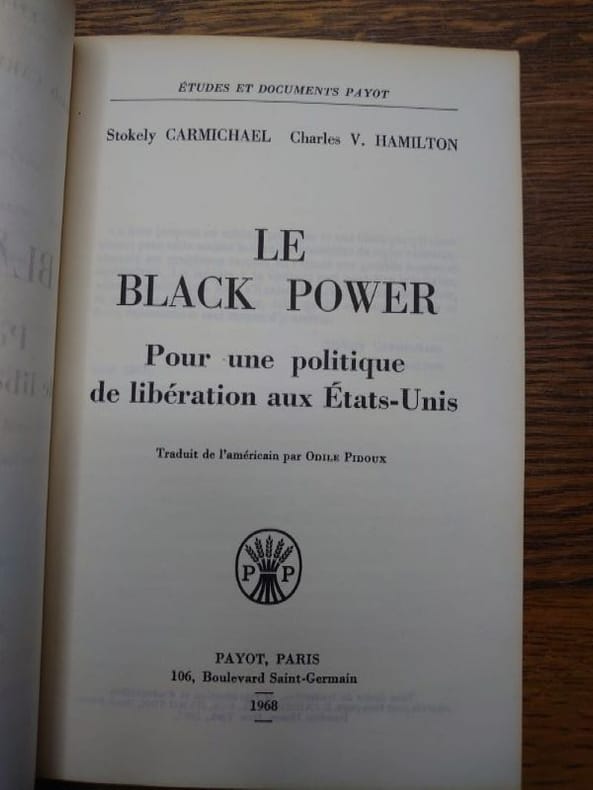 ÉTUDES ET DOCUMENTS PAYOT
Stokely CARMICHAEL Charles V. HAMILTON
LE
BLACK POWER
Pour une politique
de libération aux États-Unis
Traduit de l'américain par ODILE PIDOUX
P P
PAYOT, PARIS
106, Boulevard Saint-Germain
1968